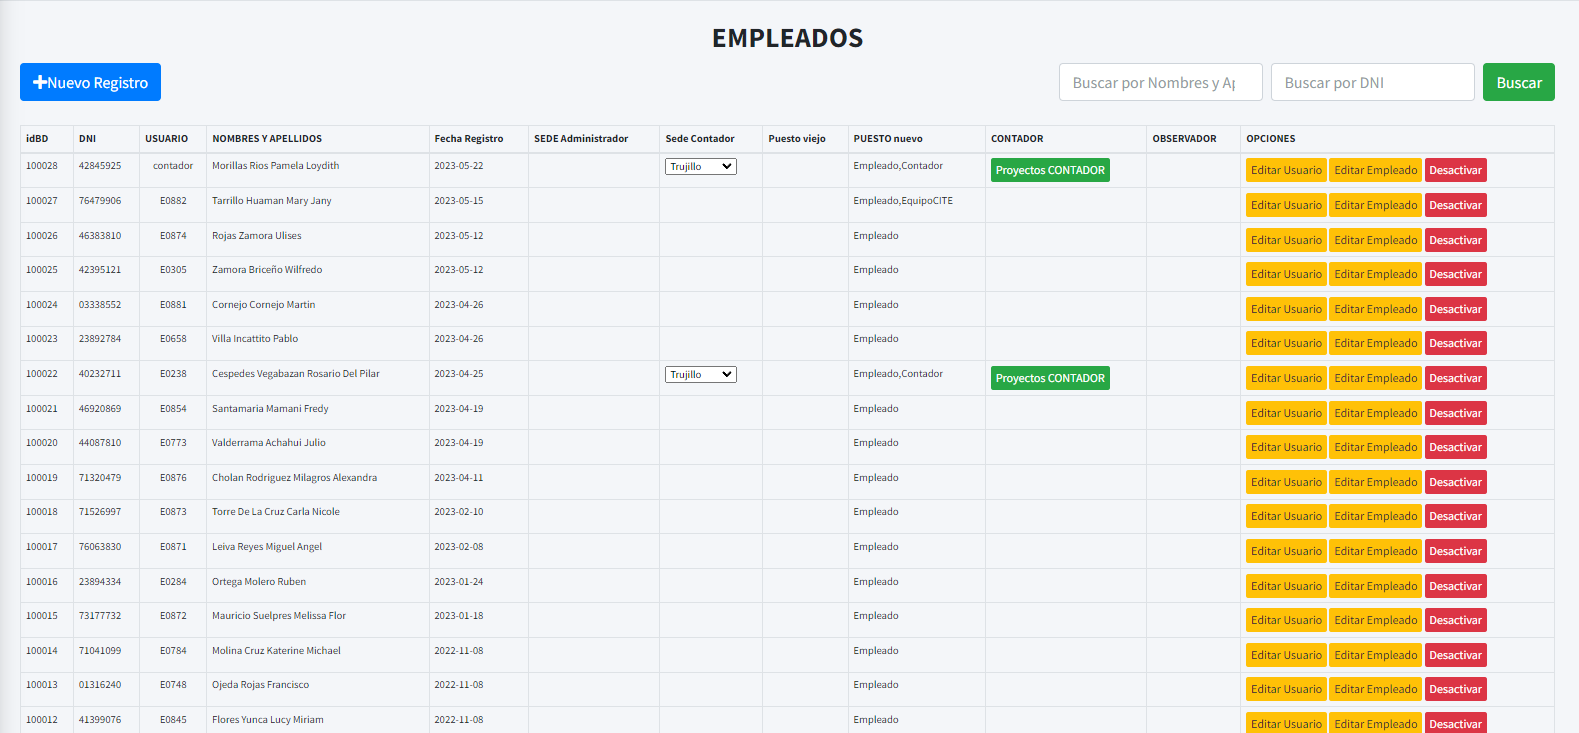 EMPLEADOS
Nuevo Registro Buscar por Nombres y Ap Buscar por DNI Buscar
idBD DNI USUARIO NOMBRES Y APELLIDOS Fecha Registro SEDE Administrador Sede Contador Puesto viejo PUESTO nuevo CONTADOR OBSERVADOR OPCIONES
100028 42845925 contador Morillas Rios Pamela Loydith 2023-05-22 Trujillo Empleado,Contador Proyectos CONTADOR Editar Usuario Editar Empleado Desactivar
100027 76479906 E0882 Tarrillo Huaman Mary Jany 2023-05-15 Empleado,EquipoCITE Editar Usuario Editar Empleado Desactivar
100026 46383810 E0874 Rojas Zamora Ulises 2023-05-12 Empleado Editar Usuario Editar Empleado Desactivar
100025 42395121 E0305 Zamora Briceño Wilfredo 2023-05-12 Empleado Editar Usuario Editar Empleado Desactivar
100024 03338552 E0881 Cornejo Cornejo Martin 2023-04-26 Empleado Editar Usuario Editar Empleado Desactivar
100023 23892784 E0658 Villa Incattito Pablo 2023-04-26 Empleado Editar Usuario Editar Empleado Desactivar
100022 40232711 E0238 Cespedes Vegabazan Rosario Del Pilar 2023-04-25 Trujillo Empleado,Contador Proyectos CONTADOR Editar Usuario Editar Empleado Desactivar
100021 46920869 E0854 Santamaria Mamani Fredy 2023-04-19 Empleado Editar Usuario Editar Empleado Desactivar
100020 44087810 E0773 Valderrama Achahui Julio 2023-04-19 Empleado Editar Usuario Editar Empleado Desactivar
100019 71320479 E0876 Cholan Rodriguez Milagros Alexandra 2023-04-11 Empleado Editar Usuario Editar Empleado Desactivar
100018 71526997 E0873 Torre De La Cruz Carla Nicole 2023-02-10 Empleado Editar Usuario Editar Empleado Desactivar
100017 76063830 E0871 Leiva Reyes Miguel Angel 2023-02-08 Empleado Editar Usuario Editar Empleado Desactivar
100016 23894334 E0284 Ortega Molero Ruben 2023-01-24 Empleado Editar Usuario Editar Empleado Desactivar
100015 73177732 E0872 Mauricio Suelpres Melissa Flor 2023-01-18 Empleado Editar Usuario Editar Empleado Desactivar
100014 71041099 E0784 Molina Cruz Katerine Michael 2022-11-08 Empleado Editar Usuario Editar Empleado Desactivar
100013 01316240 E0748 Ojeda Rojas Francisco 2022-11-08 Empleado Editar Usuario Editar Empleado Desactivar
100012 41399076 E0845 Flores Yunca Lucy Miriam 2022-11-08 Empleado Editar Usuario Editar Empleado Desactivar